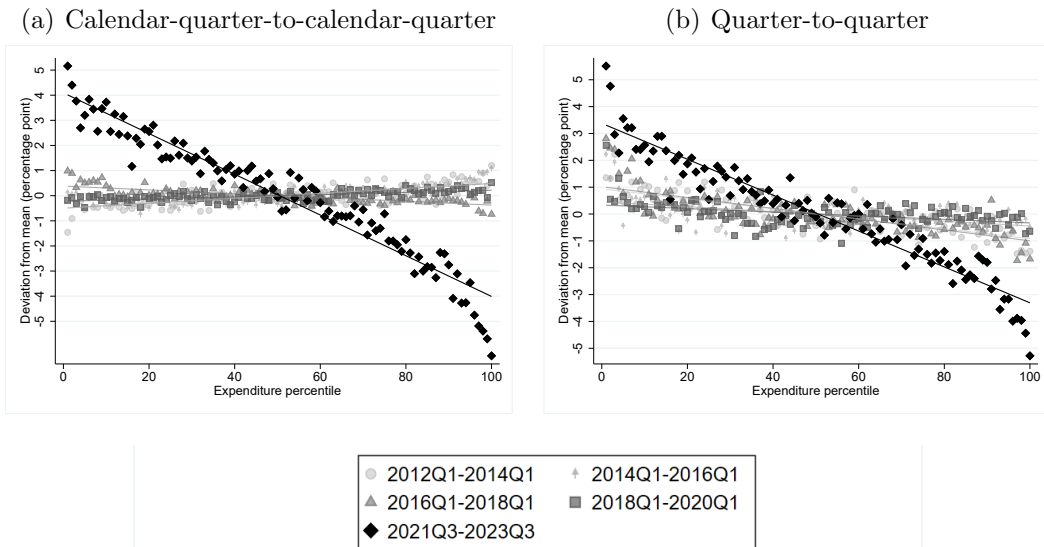 (a) Calendar-quarter-to-calendar-quarter
Deviation from mean (percentage point)
5
4
3
2
1
0
-1
-2
-3
-4
-5
0 20 40 60 80 100
Expenditure percentile
(b) Quarter-to-quarter
Deviation from mean (percentage point)
5
4
3
2
1
0
-1
-2
-3
-4
-5
0 20 40 60 80 100
Expenditure percentile
2012Q1-2014Q1 2014Q1-2016Q1
2016Q1-2018Q1 2018Q1-2020Q1
2021Q3-2023Q3